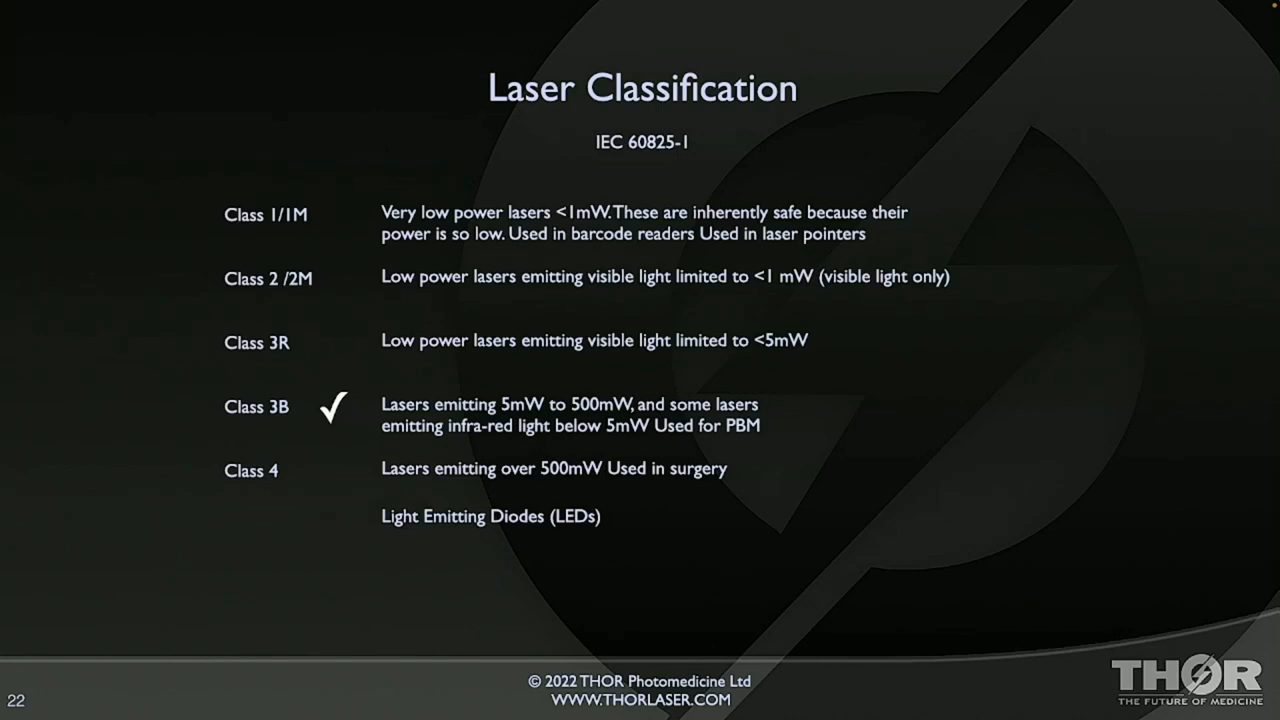 Laser Classification
IEC 60825-1
Class 1/1M
Very low power lasers <1mW. These are inherently safe because their
power is so low. Used in barcode readers Used in laser pointers
Class 2 /2M
Low power lasers emitting visible light limited to <1 mW (visible light only)
Class 3R
Low power lasers emitting visible light limited to <5mW
Class 3B ✓
Lasers emitting 5mW to 500mW, and some lasers
emitting infra-red light below 5mW Used for PBM
Class 4
Lasers emitting over 500mW Used in surgery
Light Emitting Diodes (LEDs)
22
© 2022 THOR Photomedicine Ltd
WWW.THORLASER.COM
THOR
THE FUTURE OF MEDICINE